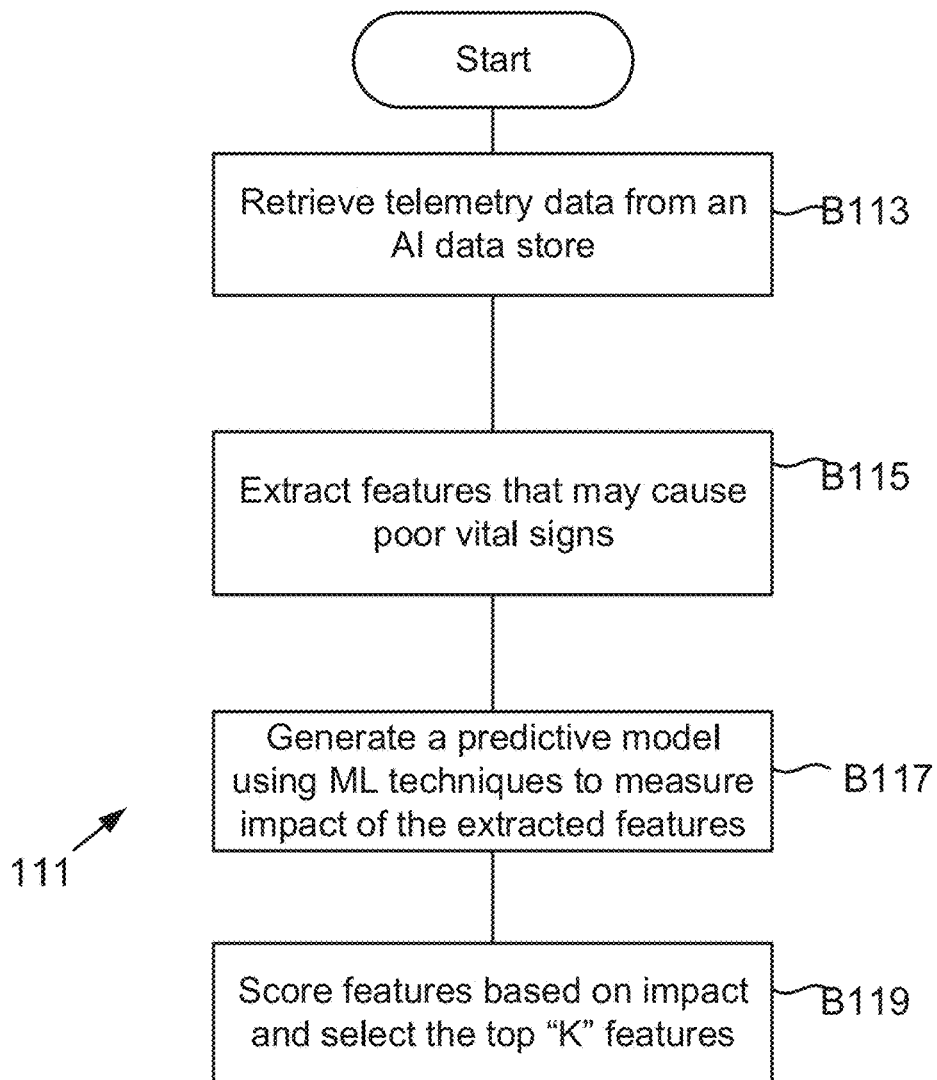 Start
Retrieve telemetry data from an
AI data store
B113
Extract features that may cause
poor vital signs
B115
Generate a predictive model
using ML techniques to measure
impact of the extracted features
B117
111
Score features based on impact
and select the top “K” features
B119